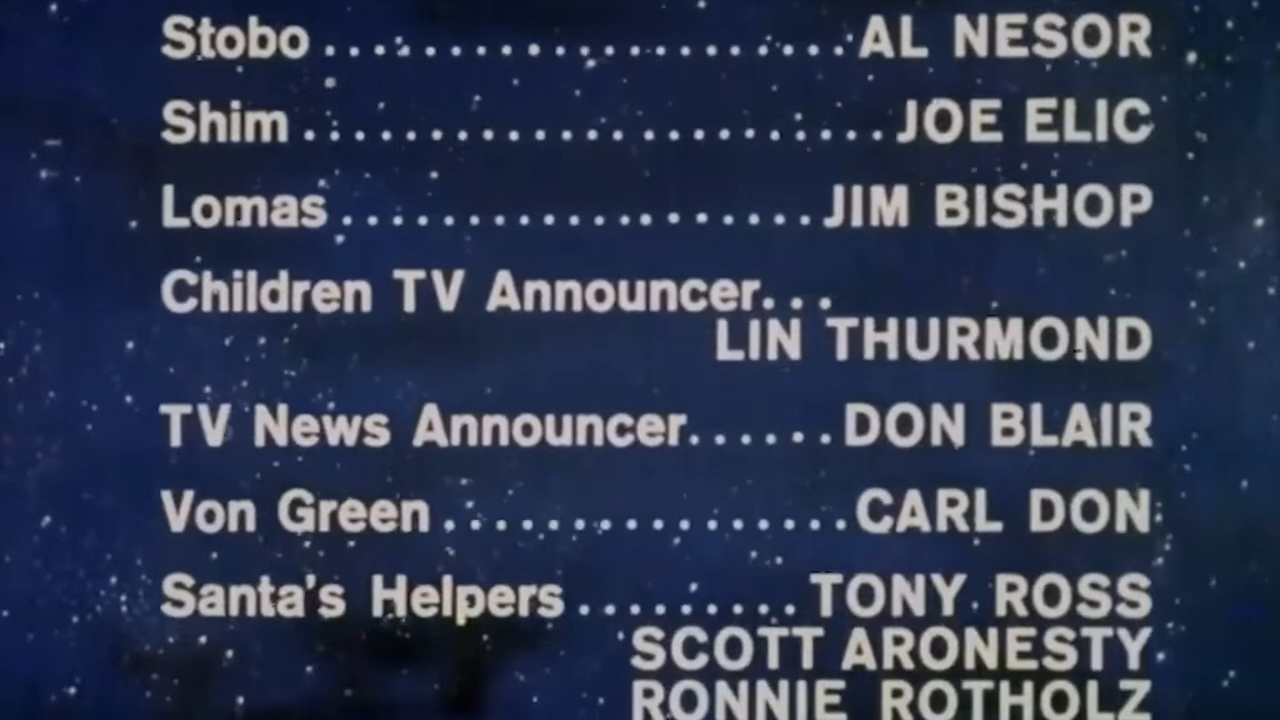 Stobo.....................AL NESOR
Shim.......................JOE ELIC
Lomas...................JIM BISHOP
Children TV Announcer...
LIN THURMOND
TV News Announcer......DON BLAIR
Von Green................CARL DON
Santa's Helpers.........TONY ROSS
SCOTT ARONESTY
RONNIE ROTHOLZ